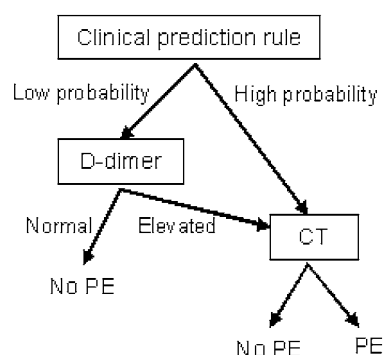 Clinical prediction rule
Low probability
High probability
D-dimer
Normal
Elevated
CT
No PE
No PE
PE